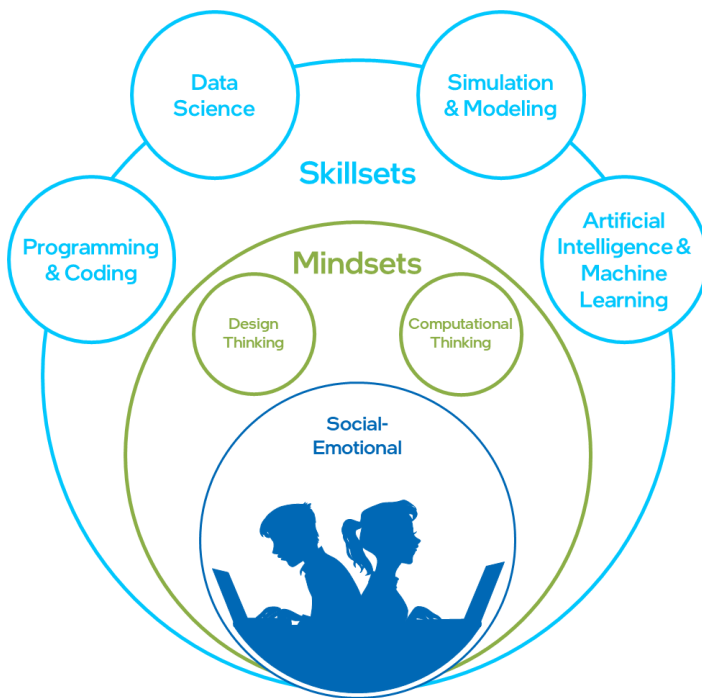 Data
Science
Simulation
& Modeling
Skillsets
Programming
& Coding
Artificial
Intelligence &
Machine
Learning
Mindsets
Design
Thinking
Computational
Thinking
Social-
Emotional